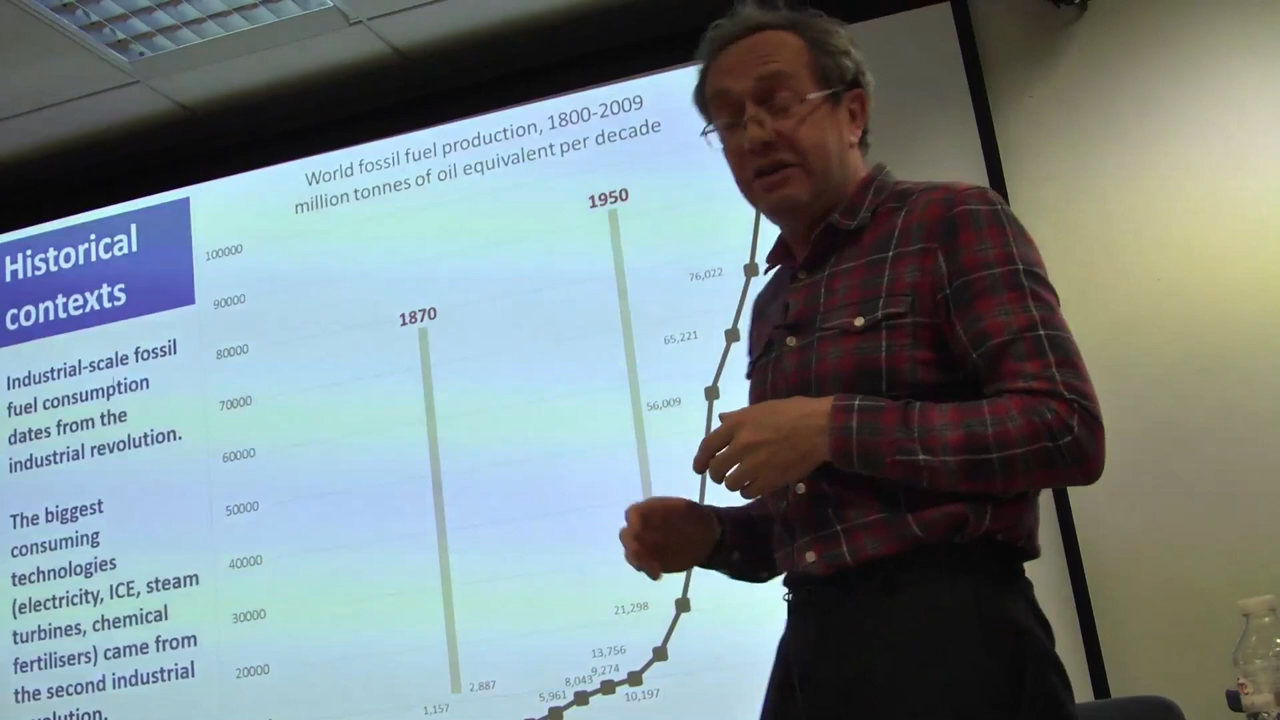 World fossil fuel production, 1800-2009
million tonnes of oil equivalent per decade
Historical
contexts
Industrial-scale fossil
fuel consumption
dates from the
industrial revolution.
The biggest
consuming
technologies
(electricity, ICE, steam
turbines, chemical
fertilisers) came from
the second industrial
100000
90000
80000
70000
60000
50000
40000
30000
20000
1870
1950
76,022
65,221
56,009
21,298
13,756
9,274
8,043
10,197
5,961
2,887
1,157